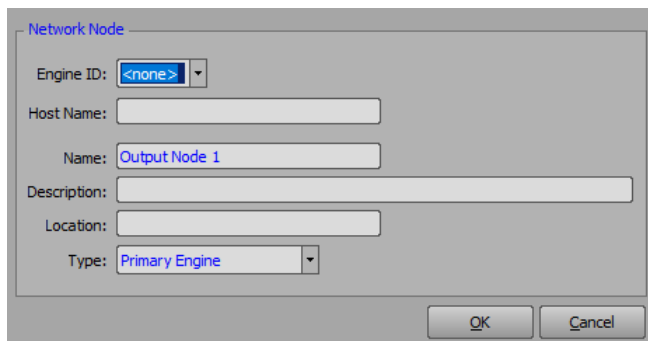 Network Node
Engine ID: <none>
Host Name:
Name: Output Node 1
Description:
Location:
Type: Primary Engine
OK Cancel